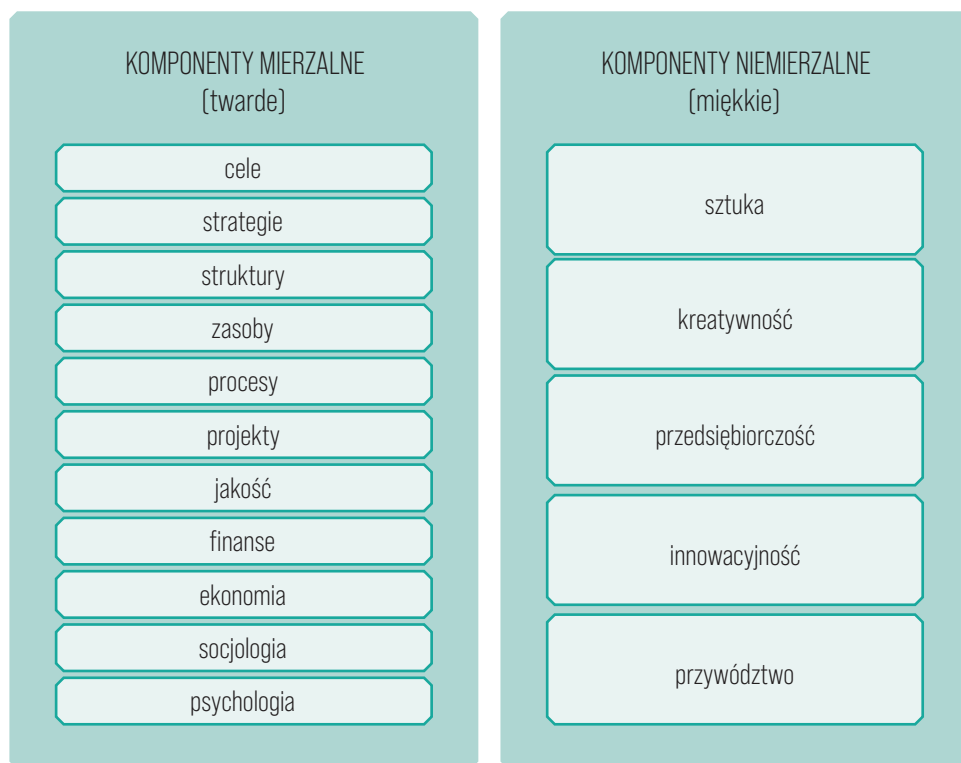 KOMPONENTY MIERZALNE
(twarde)
cele
strategie
struktury
zasoby
procesy
projekty
jakość
finanse
ekonomia
socjologia
psychologia
KOMPONENTY NIEMIERZALNE
(miękkie)
sztuka
kreatywność
przedsiębiorczość
innowacyjność
przywództwo